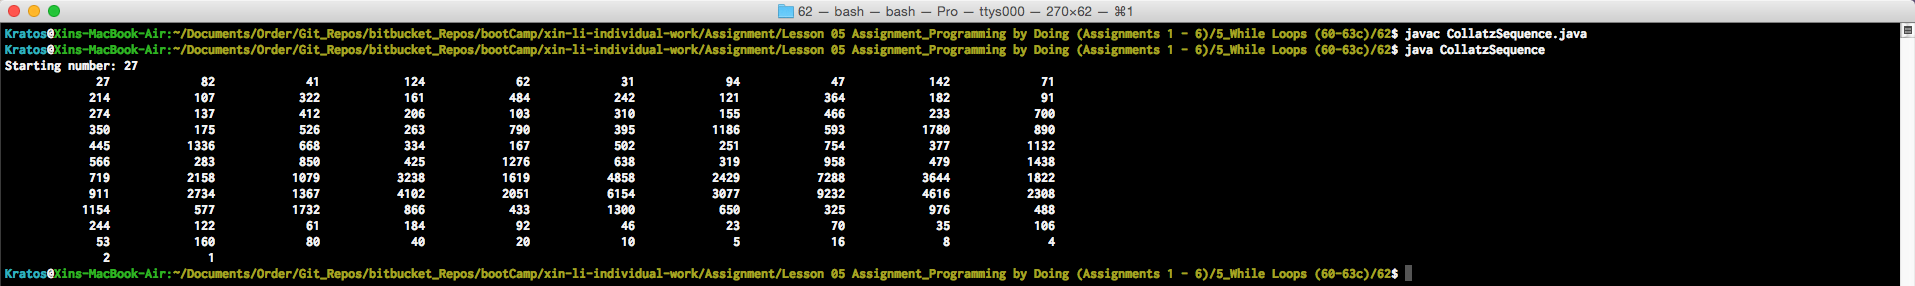 62 — bash — bash — Pro — ttys000 — 270×62 — ⌘1
Kratos@Xins-MacBook-Air:~/Documents/Order/Git_Repos/bitbucket_Repos/bootCamp/xin-li-individual-work/Assignment/Lesson 05 Assignment_Programming by Doing (Assignments 1 - 6)/5_While Loops (60-63c)/62$ javac CollatzSequence.java
Kratos@Xins-MacBook-Air:~/Documents/Order/Git_Repos/bitbucket_Repos/bootCamp/xin-li-individual-work/Assignment/Lesson 05 Assignment_Programming by Doing (Assignments 1 - 6)/5_While Loops (60-63c)/62$ java CollatzSequence
Starting number: 27
27 82 41 124 62 31 94 47 142 71
214 107 322 161 484 242 121 364 182 91
274 137 412 206 103 310 155 466 233 700
350 175 526 263 790 395 1186 593 1780 890
445 1336 668 334 167 502 251 754 377 1132
566 283 850 425 1276 638 319 958 479 1438
719 2158 1079 3238 1619 4858 2429 7288 3644 1822
911 2734 1367 4102 2051 6154 3077 9232 4616 2308
1154 577 1732 866 433 1300 650 325 976 488
244 122 61 184 92 46 23 70 35 106
53 160 80 40 20 10 5 16 8 4
2 1
Kratos@Xins-MacBook-Air:~/Documents/Order/Git_Repos/bitbucket_Repos/bootCamp/xin-li-individual-work/Assignment/Lesson 05 Assignment_Programming by Doing (Assignments 1 - 6)/5_While Loops (60-63c)/62$